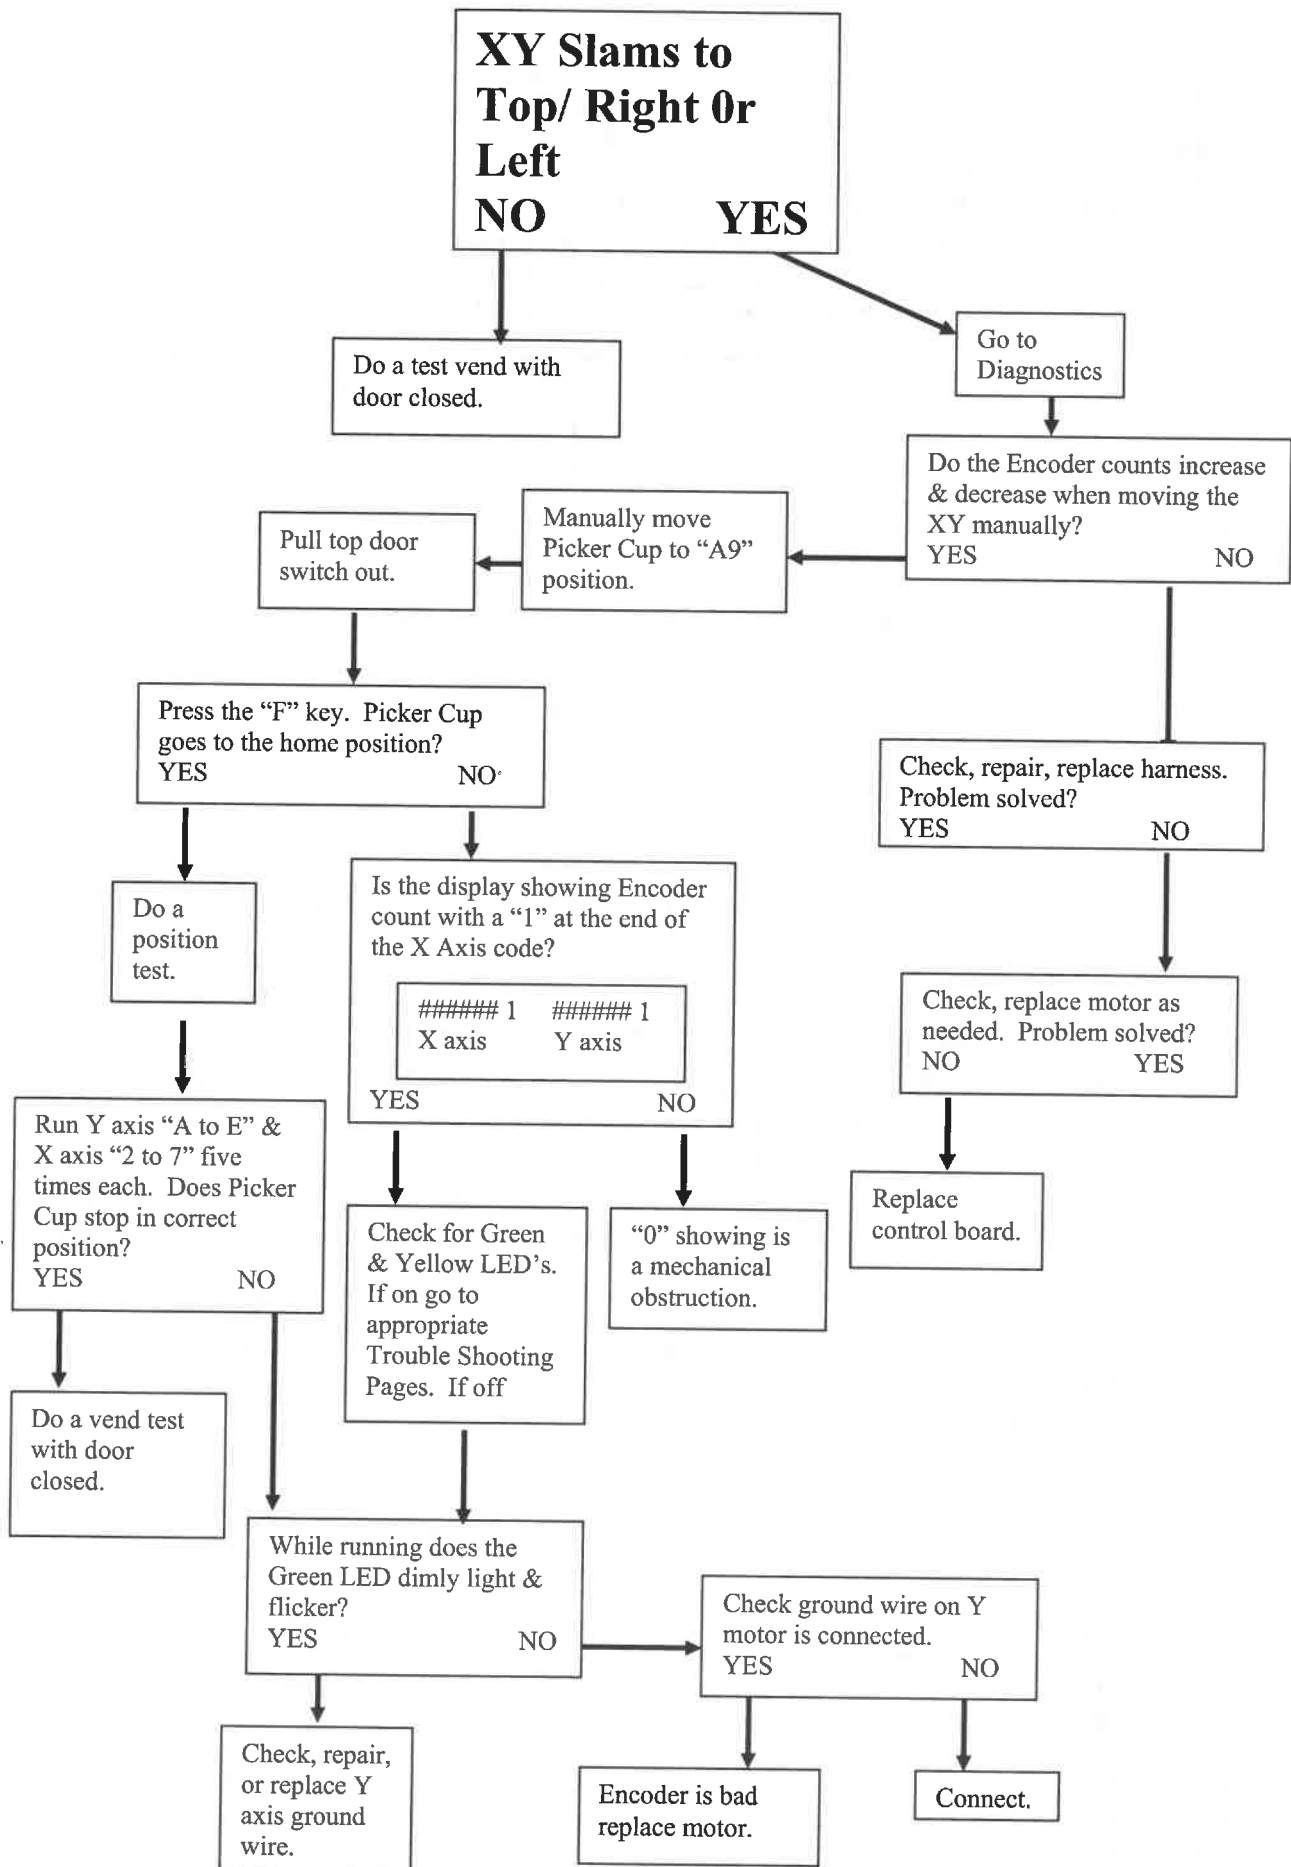 XY Slams to
Top/ Right 0r
Left
NO YES
Do a test vend with
door closed.
Go to
Diagnostics
Do the Encoder counts increase
& decrease when moving the
XY manually?
YES NO
Manually move
Picker Cup to “A9”
position.
Pull top door
switch out.
Press the “F” key. Picker Cup
goes to the home position?
YES NO
Check, repair, replace harness.
Problem solved?
YES NO
Do a
position
test.
Is the display showing Encoder
count with a “1” at the end of
the X Axis code?
###### 1 ###### 1
X axis Y axis
YES NO
Check, replace motor as
needed. Problem solved?
NO YES
Run Y axis “A to E” &
X axis “2 to 7” five
times each. Does Picker
Cup stop in correct
position?
YES NO
Check for Green
& Yellow LED’s.
If on go to
appropriate
Trouble Shooting
Pages. If off
“0” showing is
a mechanical
obstruction.
Replace
control board.
Do a vend test
with door
closed.
While running does the
Green LED dimly light &
flicker?
YES NO
Check ground wire on Y
motor is connected.
YES NO
Check, repair,
or replace Y
axis ground
wire.
Encoder is bad
replace motor.
Connect.